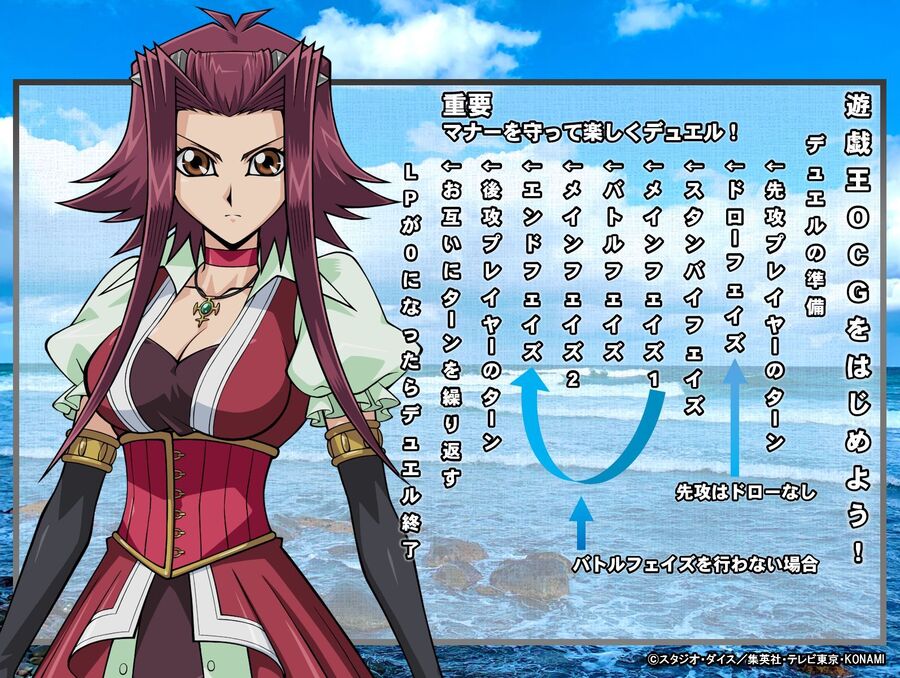 遊戯王OCGをはじめよう！
デュエルの準備
←先攻プレイヤーのターン
←ドローフェイズ
先攻はドローなし
←スタンバイフェイズ
←メインフェイズ1
←バトルフェイズ
←メインフェイズ2
←エンドフェイズ
バトルフェイズを行わない場合
←後攻プレイヤーのターン
←お互いにターンを繰り返す
LPが0になったらデュエル終了
重要
マナーを守って楽しくデュエル！
©スタジオ・ダイス／集英社・テレビ東京・KONAMI